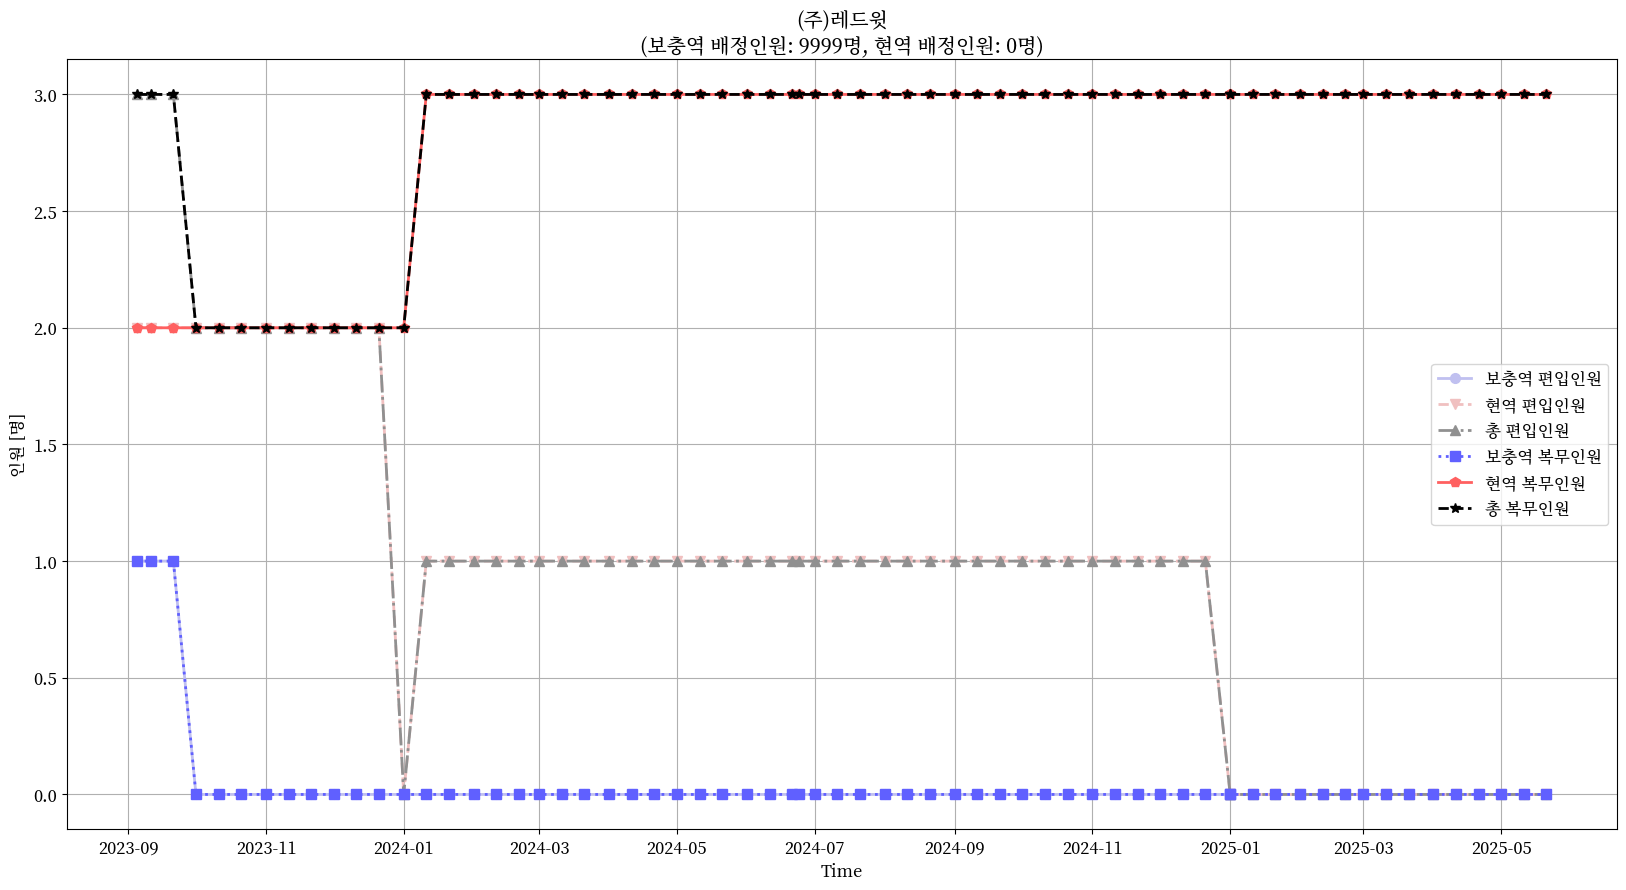 (주)레드윗
(보충역 배정인원: 9999명, 현역 배정인원: 0명)
인원 [명]
3.0
2.5
2.0
1.5
1.0
0.5
0.0
보충역 편입인원
현역 편입인원
총 편입인원
보충역 복무인원
현역 복무인원
총 복무인원
2023-09
2023-11
2024-01
2024-03
2024-05
2024-07
2024-09
2024-11
2025-01
2025-03
2025-05
Time